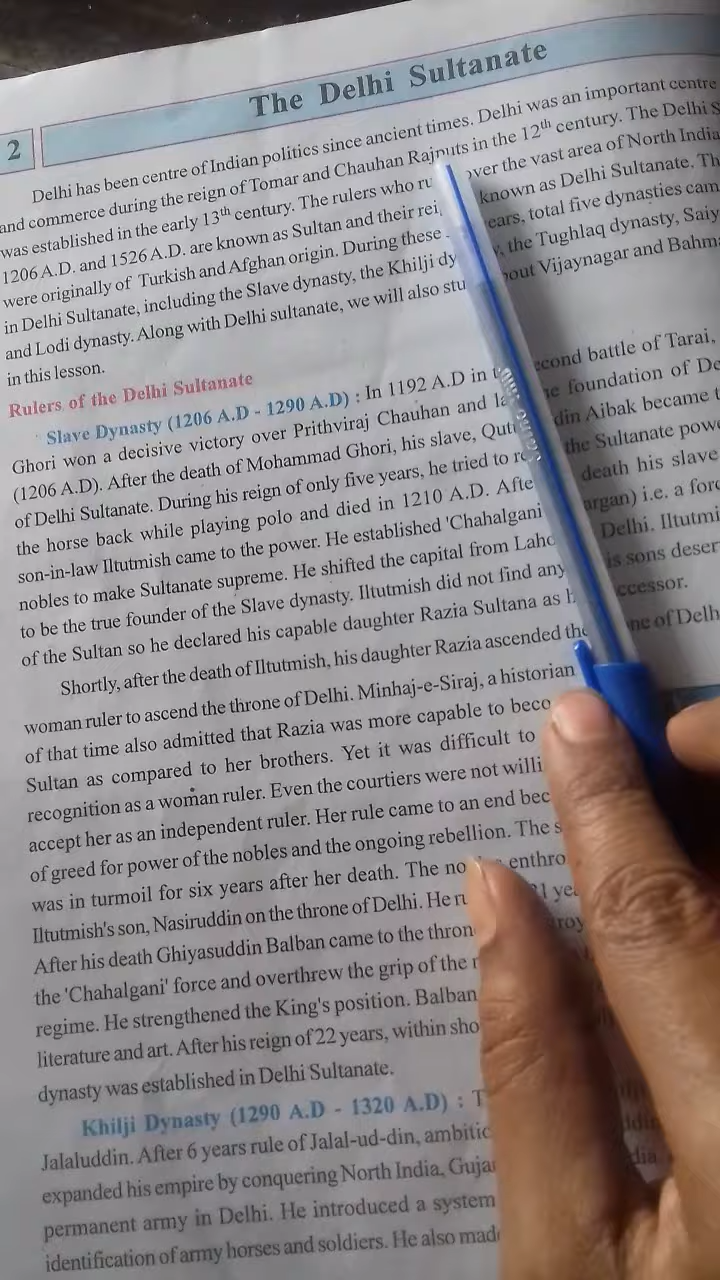 2
The Delhi Sultanate
Delhi has been centre of Indian politics since ancient times. Delhi was an important centre
and commerce during the reign of Tomar and Chauhan Rajputs in the 12th century. The Delhi S
was established in the early 13th century. The rulers who ru over the vast area of North India
1206 A.D. and 1526 A.D. are known as Sultan and their rei known as Delhi Sultanate. Th
were originally of Turkish and Afghan origin. During these ears, total five dynasties cam
in Delhi Sultanate, including the Slave dynasty, the Khilji dy , the Tughlaq dynasty, Saiy
and Lodi dynasty. Along with Delhi sultanate, we will also stu bout Vijaynagar and Bahma
in this lesson.
Rulers of the Delhi Sultanate
Slave Dynasty (1206 A.D - 1290 A.D) : In 1192 A.D in t econd battle of Tarai,
Ghori won a decisive victory over Prithviraj Chauhan and la he foundation of De
(1206 A.D). After the death of Mohammad Ghori, his slave, Qut din Aibak became t
of Delhi Sultanate. During his reign of only five years, he tried to re the Sultanate powe
the horse back while playing polo and died in 1210 A.D. Afte death his slave
son-in-law Iltutmish came to the power. He established 'Chahalgani argan) i.e. a forc
nobles to make Sultanate supreme. He shifted the capital from Laho Delhi. Iltutmi
to be the true founder of the Slave dynasty. Iltutmish did not find any is sons deser
of the Sultan so he declared his capable daughter Razia Sultana as h ccessor.
Shortly, after the death of Iltutmish, his daughter Razia ascended the ne of Delh
woman ruler to ascend the throne of Delhi. Minhaj-e-Siraj, a historian
of that time also admitted that Razia was more capable to beco
Sultan as compared to her brothers. Yet it was difficult to
recognition as a woman ruler. Even the courtiers were not willi
accept her as an independent ruler. Her rule came to an end bec
of greed for power of the nobles and the ongoing rebellion. The s
was in turmoil for six years after her death. The no enthro
Iltutmish's son, Nasiruddin on the throne of Delhi. He ru 21 yea
After his death Ghiyasuddin Balban came to the thron troy
the 'Chahalgani' force and overthrew the grip of the n
regime. He strengthened the King's position. Balban
literature and art. After his reign of 22 years, within sho
dynasty was established in Delhi Sultanate.
Khilji Dynasty (1290 A.D - 1320 A.D) : T
Jalaluddin. After 6 years rule of Jalal-ud-din, ambitic
expanded his empire by conquering North India, Gujar dia
permanent army in Delhi. He introduced a system
identification of army horses and soldiers. He also made